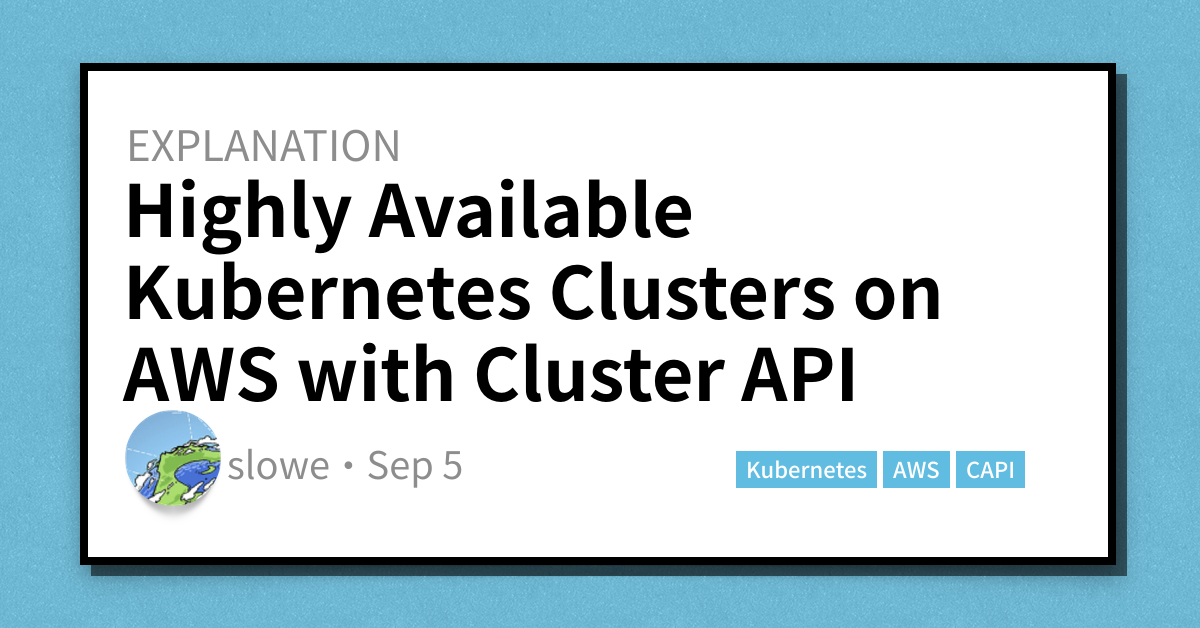 EXPLANATION
Highly Available
Kubernetes Clusters on
AWS with Cluster API
slowe • Sep 5
Kubernetes AWS CAPI